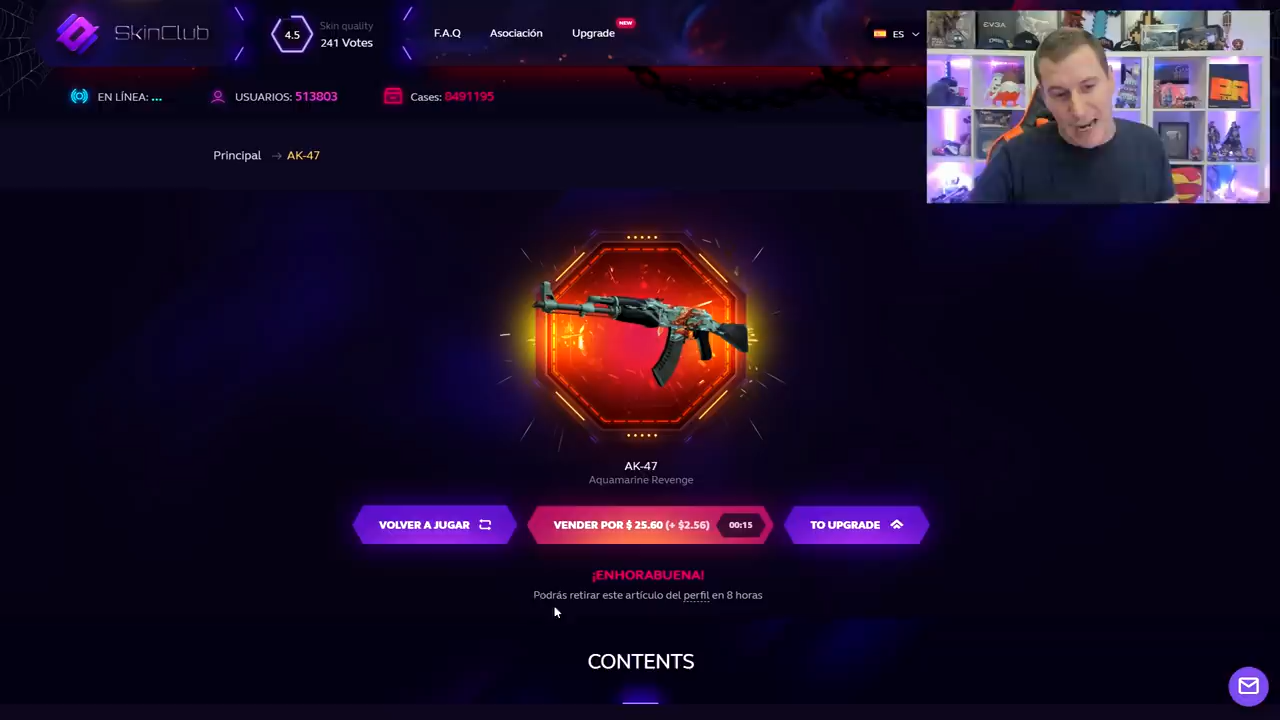 SkinClub
4.5
Skin quality
241 Votes
F.A.Q
Asociación
Upgrade
NEW
ES
EN LÍNEA: ...
USUARIOS: 513803
Cases: 8491195
Principal → AK-47
EVGA
AK-47
Aquamarine Revenge
VOLVER A JUGAR
VENDER POR $ 25.60 (+ $2.56) 00:15
TO UPGRADE
¡ENHORABUENA!
Podrás retirar este artículo del perfil en 8 horas
CONTENTS